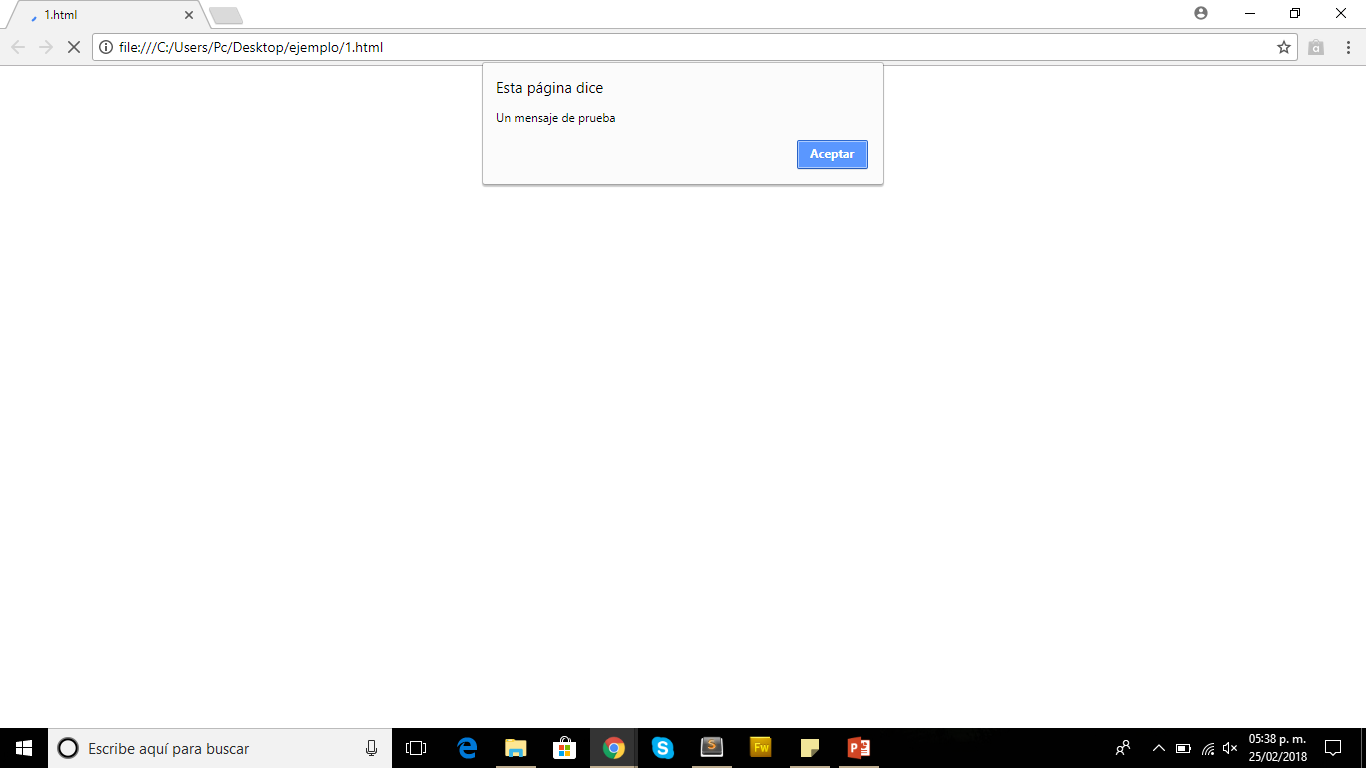 1.html
file:///C:/Users/Pc/Desktop/ejemplo/1.html
a
Esta página dice
Un mensaje de prueba
Aceptar
Escribe aquí para buscar
S
Fw
P
05:38 p. m.
25/02/2018